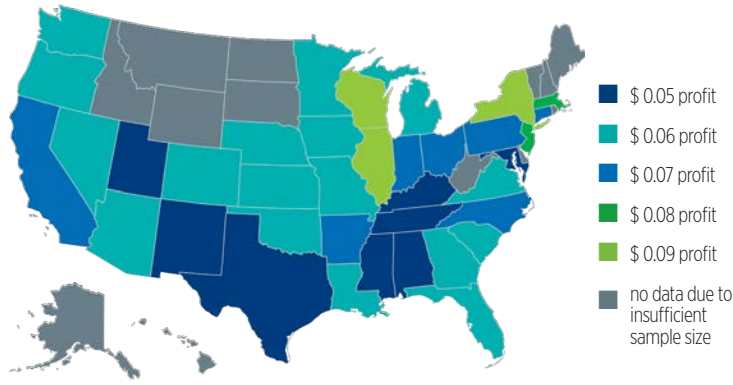 $ 0.05 profit
$ 0.06 profit
$ 0.07 profit
$ 0.08 profit
$ 0.09 profit
no data due to
insufficient
sample size